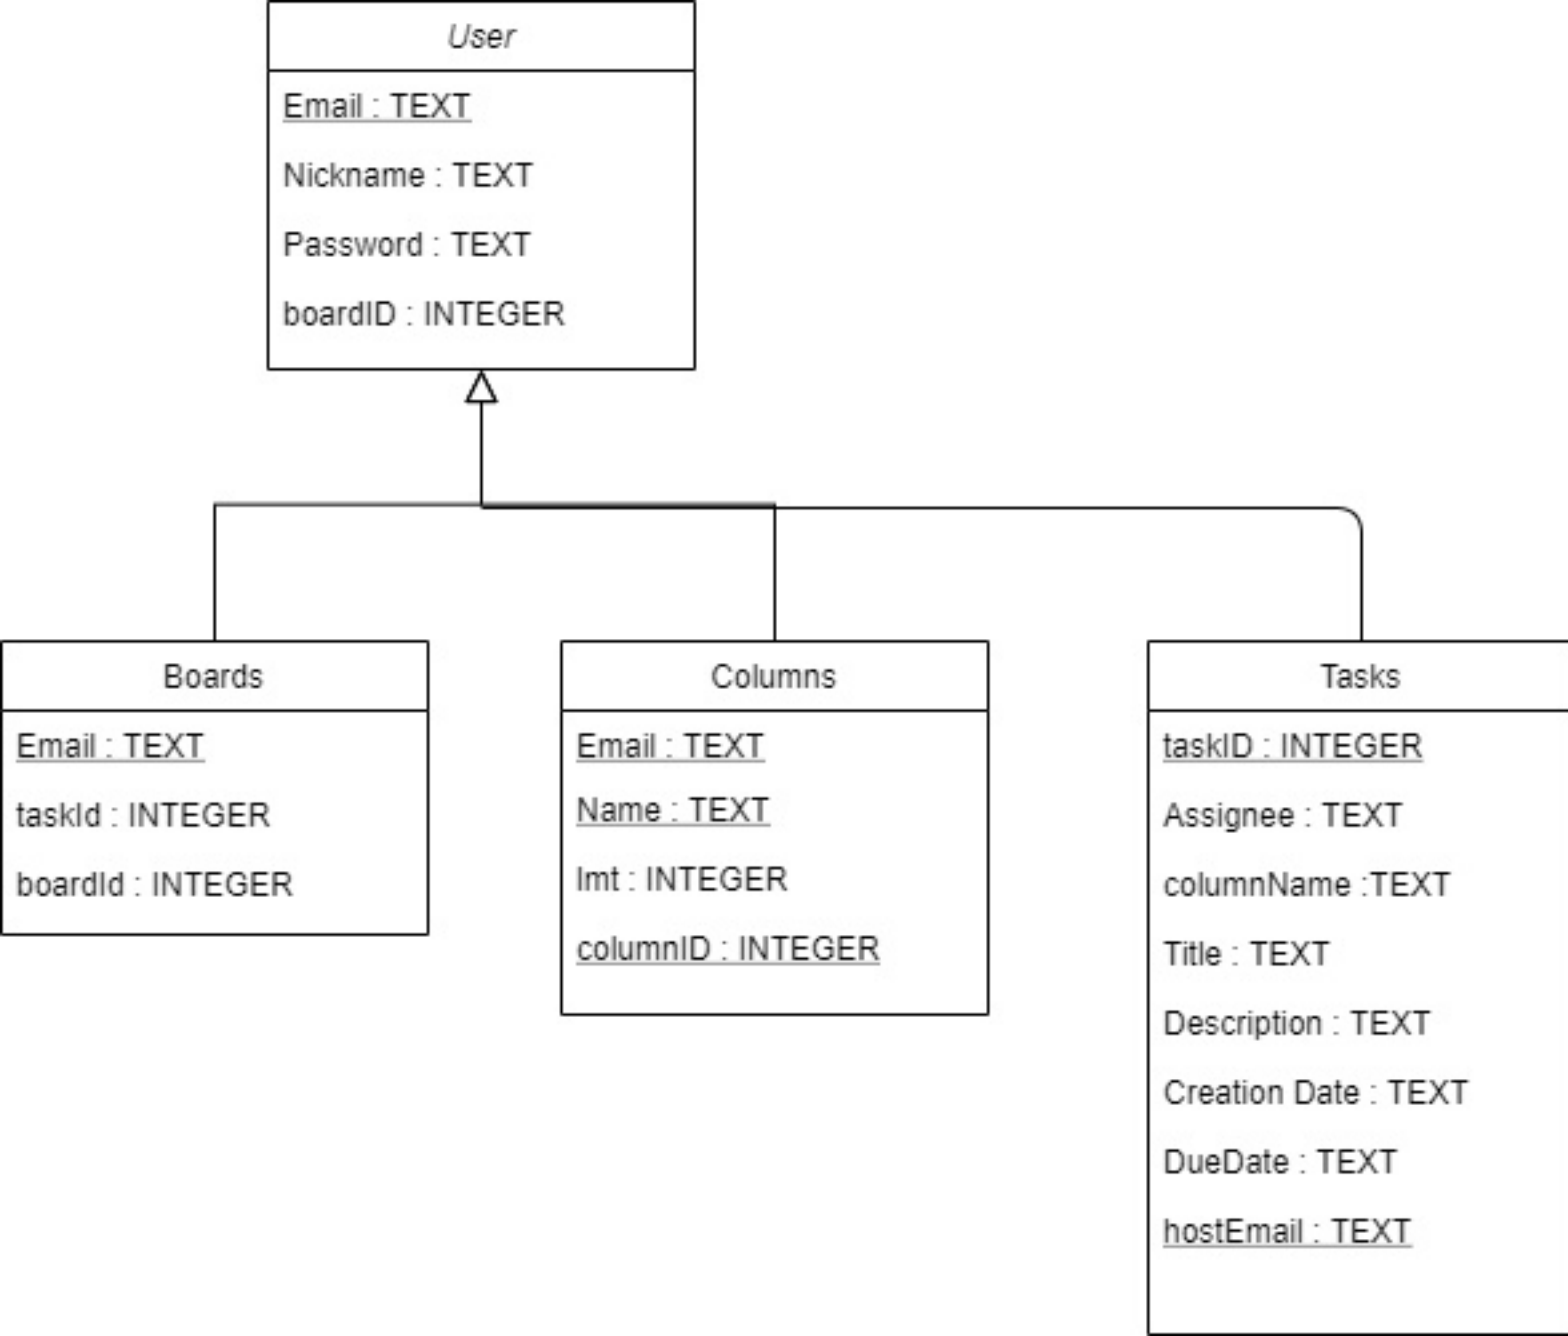 User
Email : TEXT
Nickname : TEXT
Password : TEXT
boardID : INTEGER
Boards
Email : TEXT
taskId : INTEGER
boardId : INTEGER
Columns
Email : TEXT
Name : TEXT
lmt : INTEGER
columnID : INTEGER
Tasks
taskID : INTEGER
Assignee : TEXT
columnName :TEXT
Title : TEXT
Description : TEXT
Creation Date : TEXT
DueDate : TEXT
hostEmail : TEXT